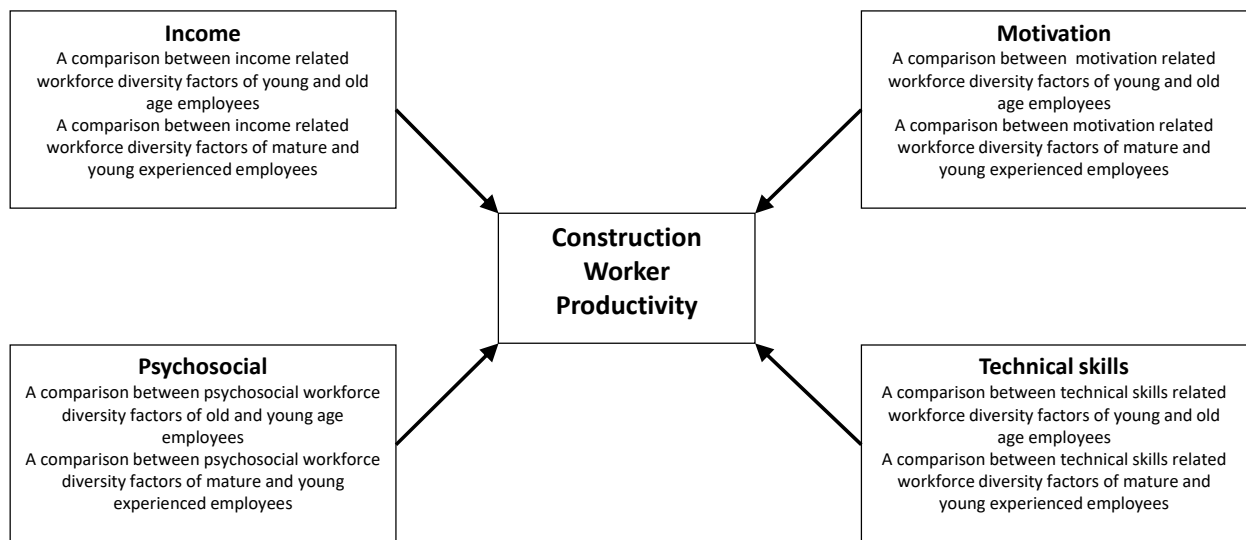 Income
A comparison between income related
workforce diversity factors of young and old
age employees
A comparison between income related
workforce diversity factors of mature and
young experienced employees
Motivation
A comparison between  motivation related
workforce diversity factors of young and old
age employees
A comparison between motivation related
workforce diversity factors of mature and
young experienced employees
Construction
Worker
Productivity
Psychosocial
A comparison between psychosocial workforce
diversity factors of old and young age
employees
A comparison between psychosocial workforce
diversity factors of mature and young
experienced employees
Technical skills
A comparison between technical skills related
workforce diversity factors of young and old
age employees
A comparison between technical skills related
workforce diversity factors of mature and
young experienced employees